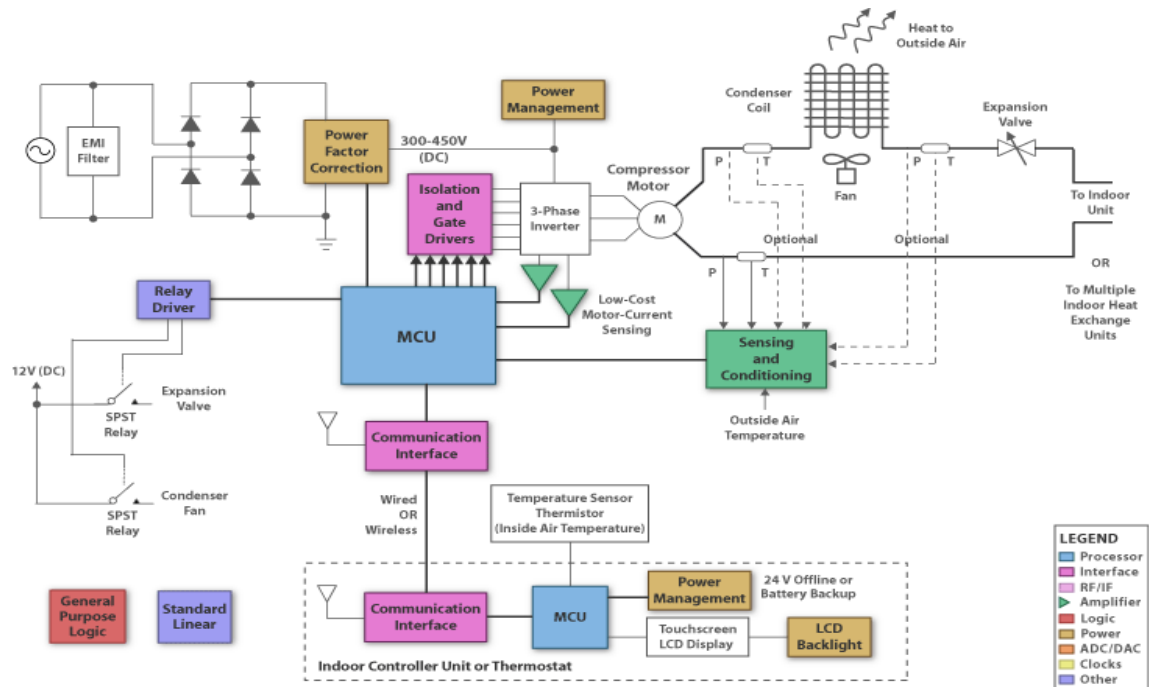 Heat to
Outside Air
Condenser
Coil
Power
Management
Expansion
Valve
EMI
Filter
Power
Factor
Correction
300-450V
(DC)
P
T
Fan
P
T
Compressor
Motor
Isolation
and
Gate
Drivers
3-Phase
Inverter
M
To Indoor
Unit
Optional
Optional
OR
P
T
To Multiple
Indoor Heat
Exchange
Units
Relay
Driver
MCU
Low-Cost
Motor-Current
Sensing
Sensing
and
Conditioning
12V (DC)
Expansion
Valve
SPST
Relay
Outside Air
Temperature
Communication
Interface
Condenser
Fan
SPST
Relay
Wired
OR
Wireless
Temperature Sensor
Thermistor
(Inside Air Temperature)
General
Purpose
Logic
Standard
Linear
Communication
Interface
MCU
Power
Management
24 V Offline or
Battery Backup
Touchscreen
LCD Display
LCD
Backlight
Indoor Controller Unit or Thermostat
LEGEND
Processor
Interface
RF/IF
Amplifier
Logic
Power
ADC/DAC
Clocks
Other